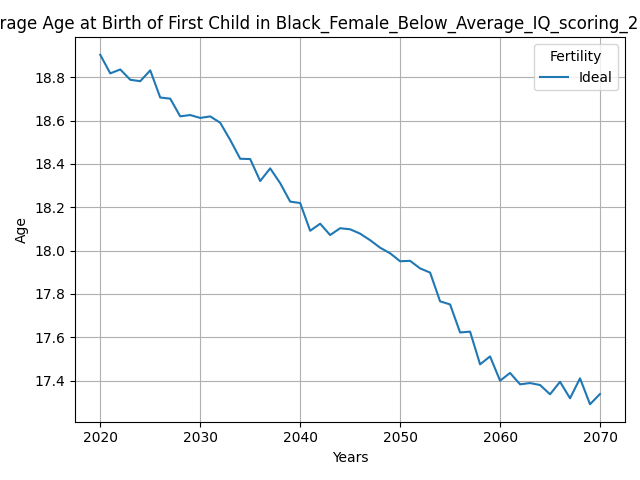 rage Age at Birth of First Child in Black_Female_Below_Average_IQ_scoring_2
Fertility
Ideal
Age
18.8
18.6
18.4
18.2
18.0
17.8
17.6
17.4
2020 2030 2040 2050 2060 2070
Years